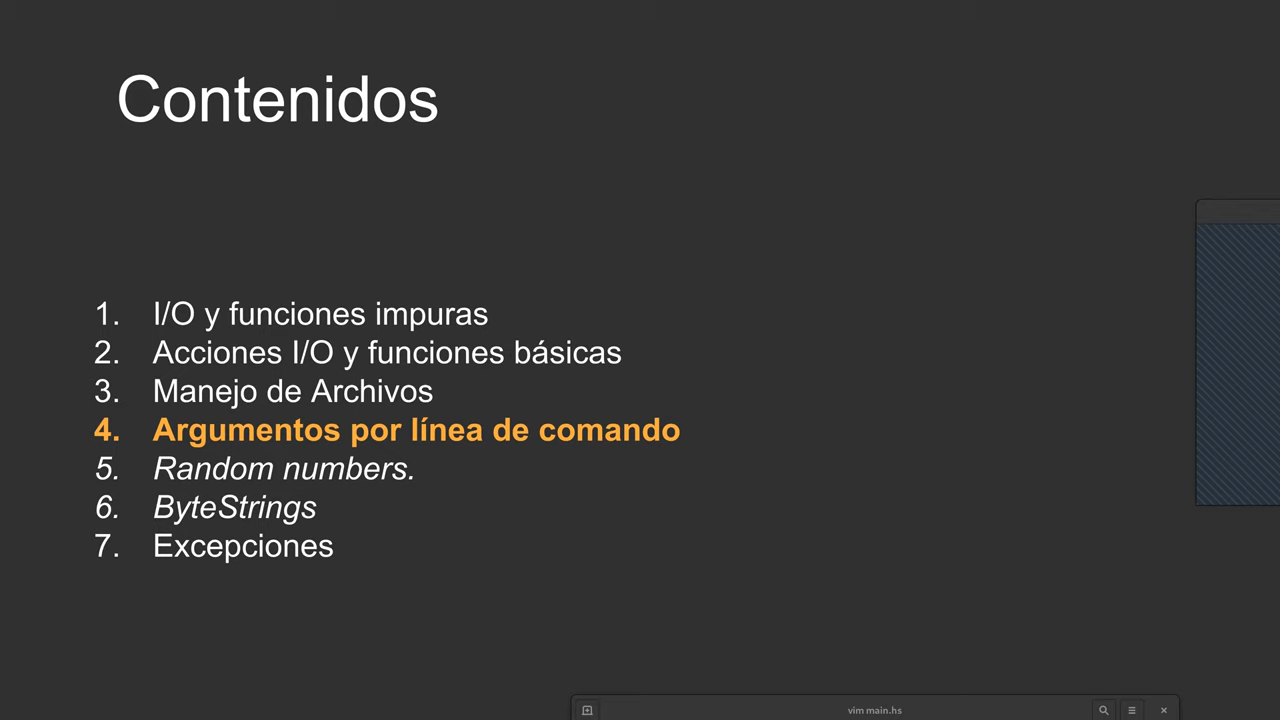 Contenidos
1. I/O y funciones impuras
2. Acciones I/O y funciones básicas
3. Manejo de Archivos
4. Argumentos por línea de comando
5. Random numbers.
6. ByteStrings
7. Excepciones
vim main.hs